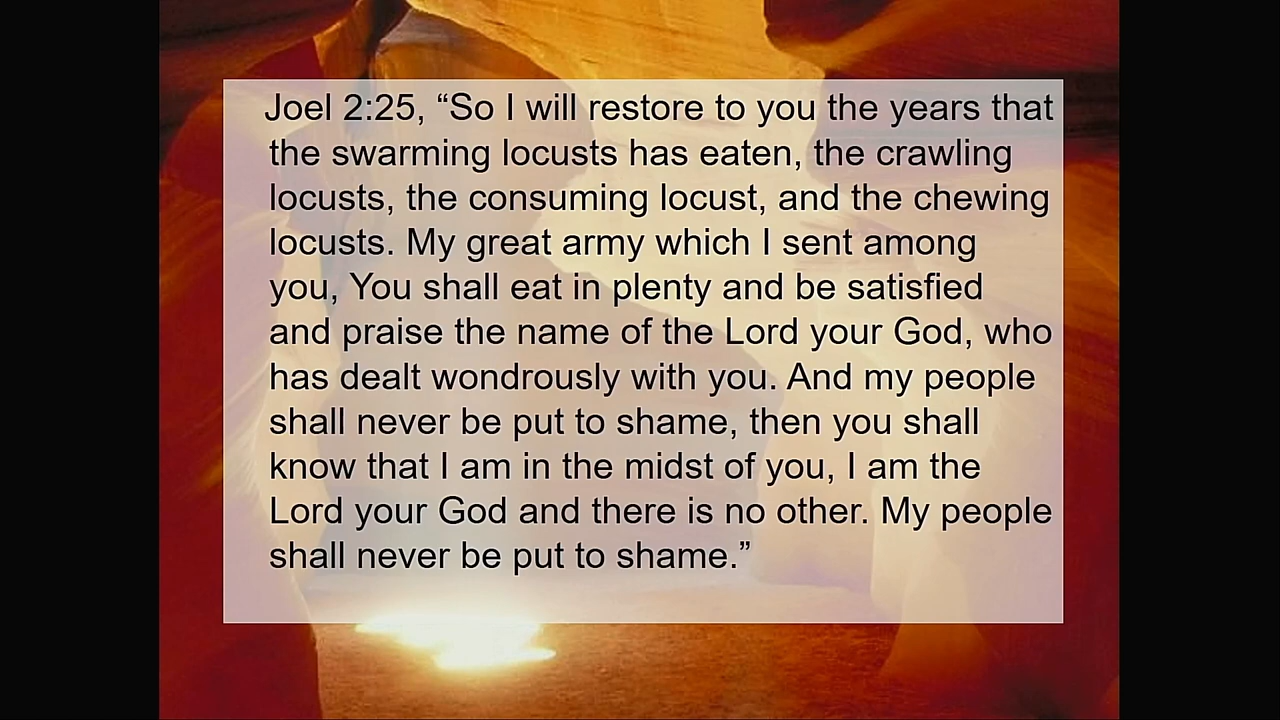 Joel 2:25, “So I will restore to you the years that
the swarming locusts has eaten, the crawling
locusts, the consuming locust, and the chewing
locusts. My great army which I sent among
you, You shall eat in plenty and be satisfied
and praise the name of the Lord your God, who
has dealt wondrously with you. And my people
shall never be put to shame, then you shall
know that I am in the midst of you, I am the
Lord your God and there is no other. My people
shall never be put to shame.”